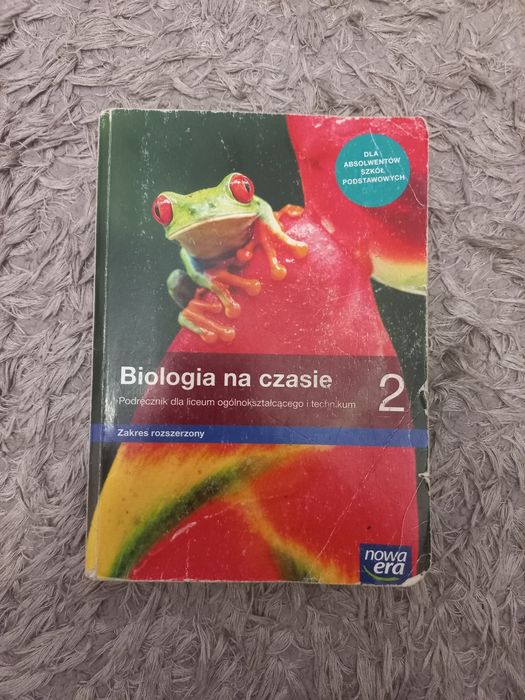 DLA
ABSOLWENTÓW
SZKÓŁ
PODSTAWOWYCH
Biologia na czasie 2
Podręcznik dla liceum ogólnokształcącego i technikum
Zakres rozszerzony
nowa
era